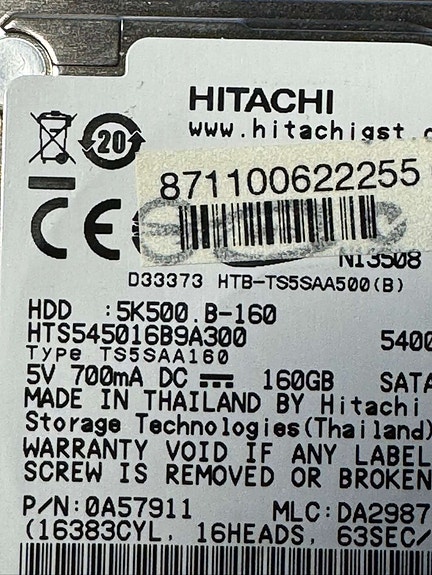 HITACHI
www.hitachigst.c
20
871100622255
CE
N13508
D33373 HTB-TS5SAA500(B)
HDD :5K500.B-160
HTS545016B9A300 5400
Type TS5SAA160
5V 700mA DC 160GB SATA
MADE IN THAILAND BY Hitachi
Storage Technologies(Thailand)
WARRANTY VOID IF ANY LABEL
SCREW IS REMOVED OR BROKEN
P/N:0A57911 MLC:DA2987
(16383CYL, 16HEADS, 63SEC/